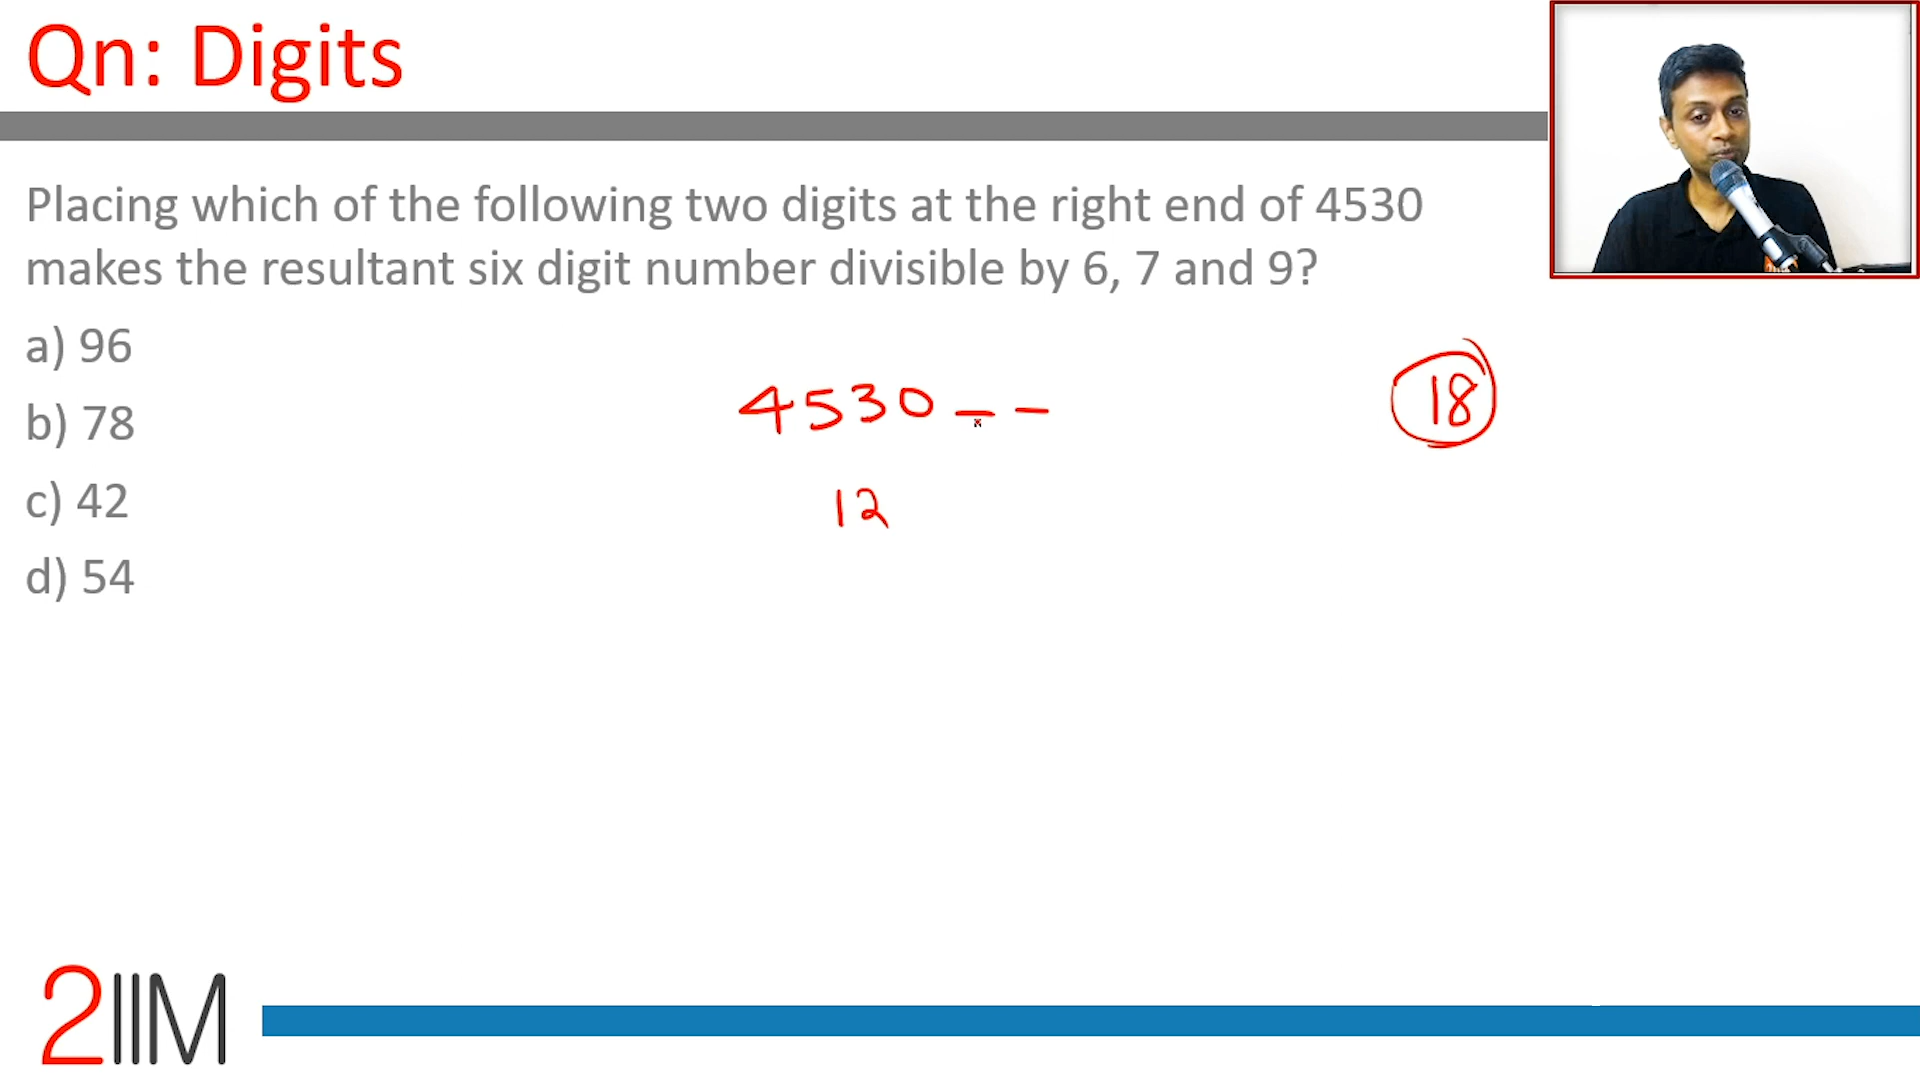 Qn: Digits
Placing which of the following two digits at the right end of 4530
makes the resultant six digit number divisible by 6, 7 and 9?
a) 96
b) 78
c) 42
d) 54
4530 _ _
12
18
2IIM